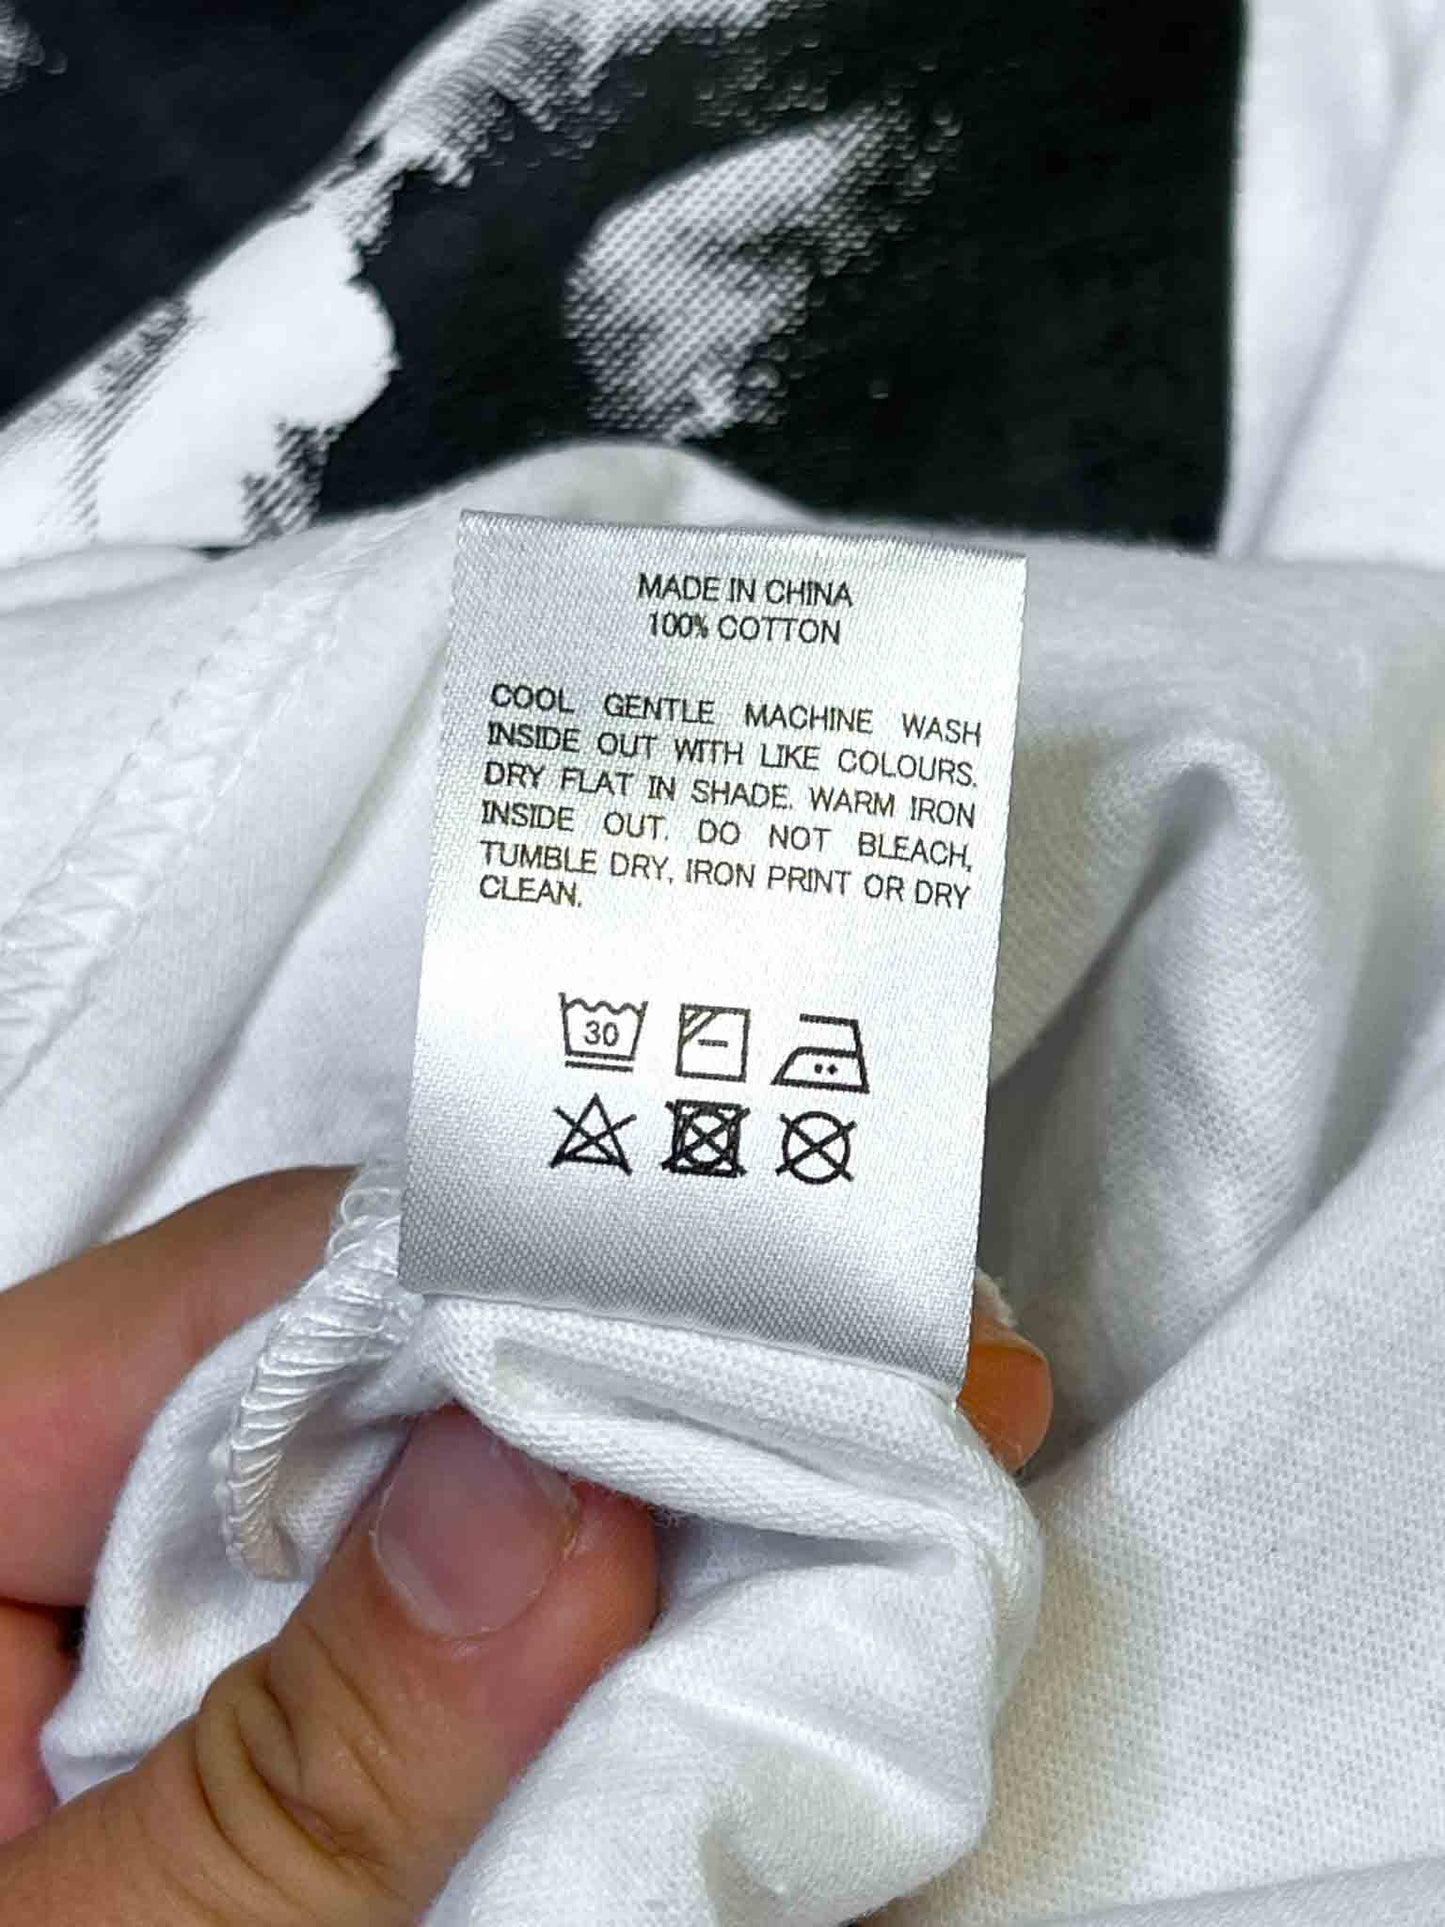 MADE IN CHINA
100% COTTON
COOL GENTLE MACHINE WASH
INSIDE OUT WITH LIKE COLOURS.
DRY FLAT IN SHADE. WARM IRON
INSIDE OUT. DO NOT BLEACH,
TUMBLE DRY, IRON PRINT OR DRY
CLEAN.
30